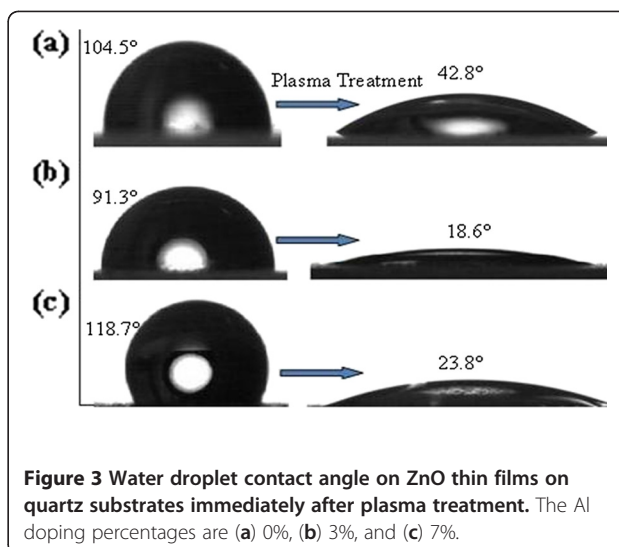 (a)
104.5°
Plasma Treatment
42.8°
(b)
91.3°
18.6°
(c)
118.7°
23.8°
Figure 3 Water droplet contact angle on ZnO thin films on
quartz substrates immediately after plasma treatment. The Al
doping percentages are (a) 0%, (b) 3%, and (c) 7%.